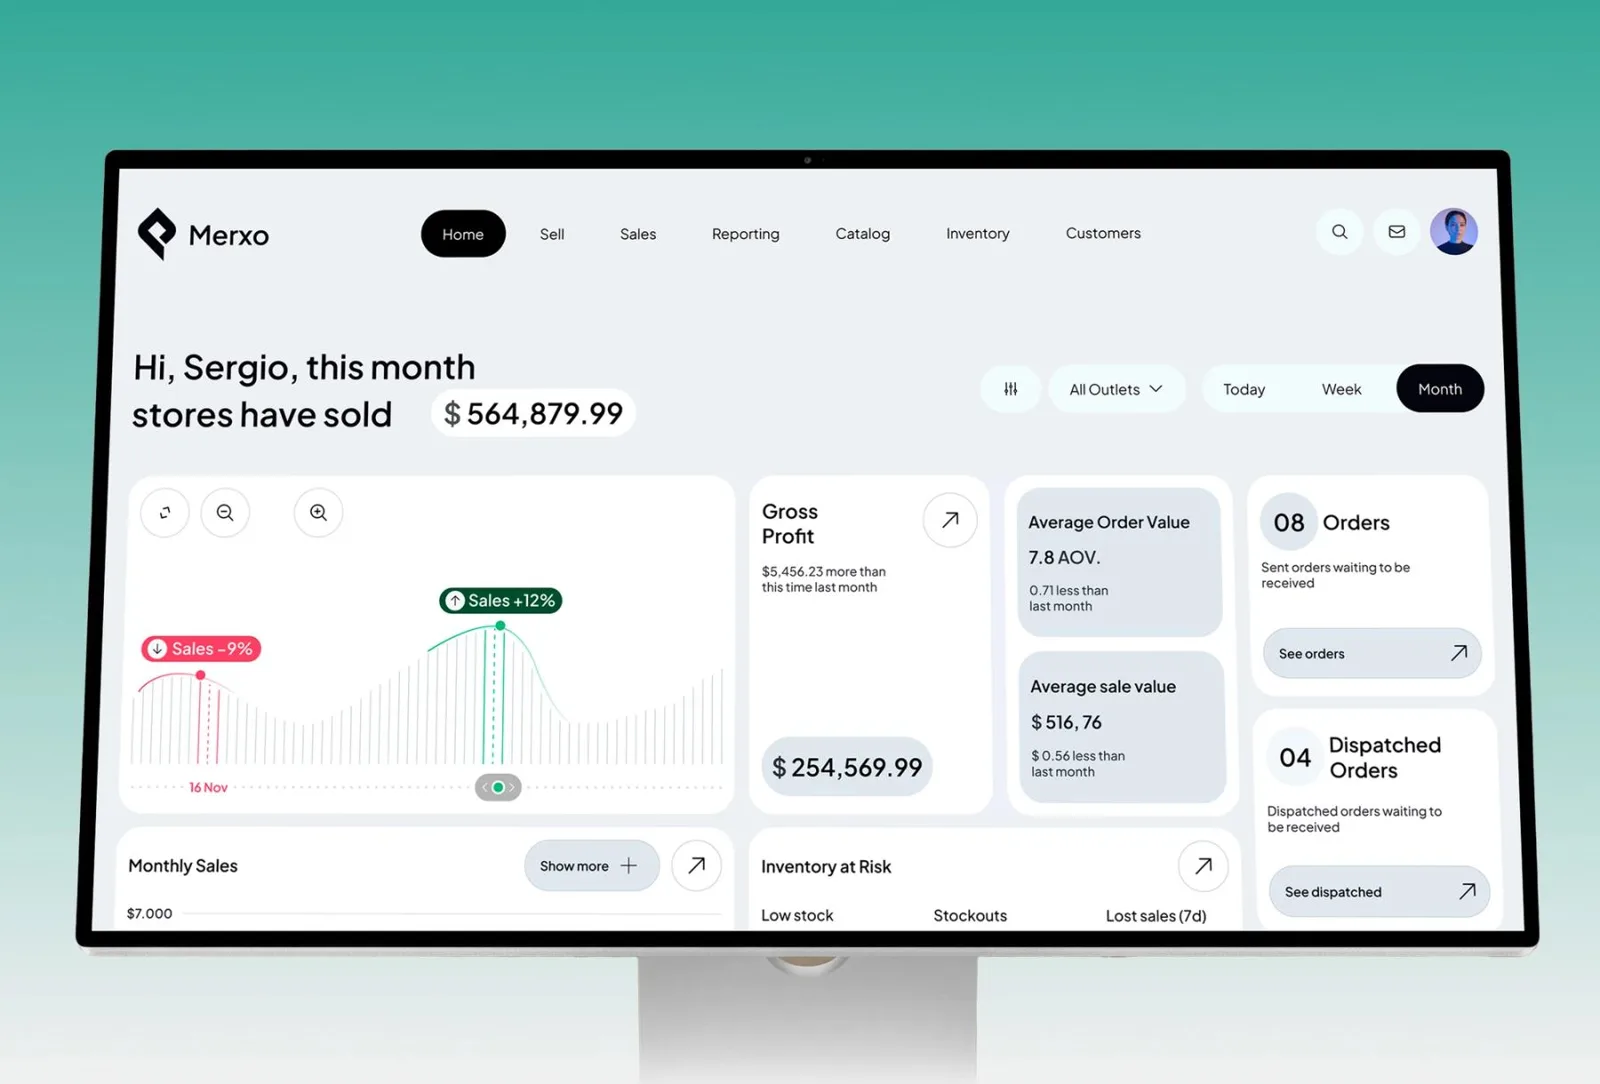 Merxo
Home
Sell
Sales
Reporting
Catalog
Inventory
Customers
Hi, Sergio, this month
stores have sold $ 564,879.99
All Outlets
Today
Week
Month
Sales +12%
Sales -9%
16 Nov
Gross
Profit
$5,456.23 more than
this time last month
$ 254,569.99
Average Order Value
7.8 AOV.
0.71 less than
last month
Average sale value
$ 516, 76
$ 0.56 less than
last month
08 Orders
Sent orders waiting to be
received
See orders
04 Dispatched
Orders
Dispatched orders waiting to
be received
See dispatched
Monthly Sales
Show more
$7.000
Inventory at Risk
Low stock
Stockouts
Lost sales (7d)